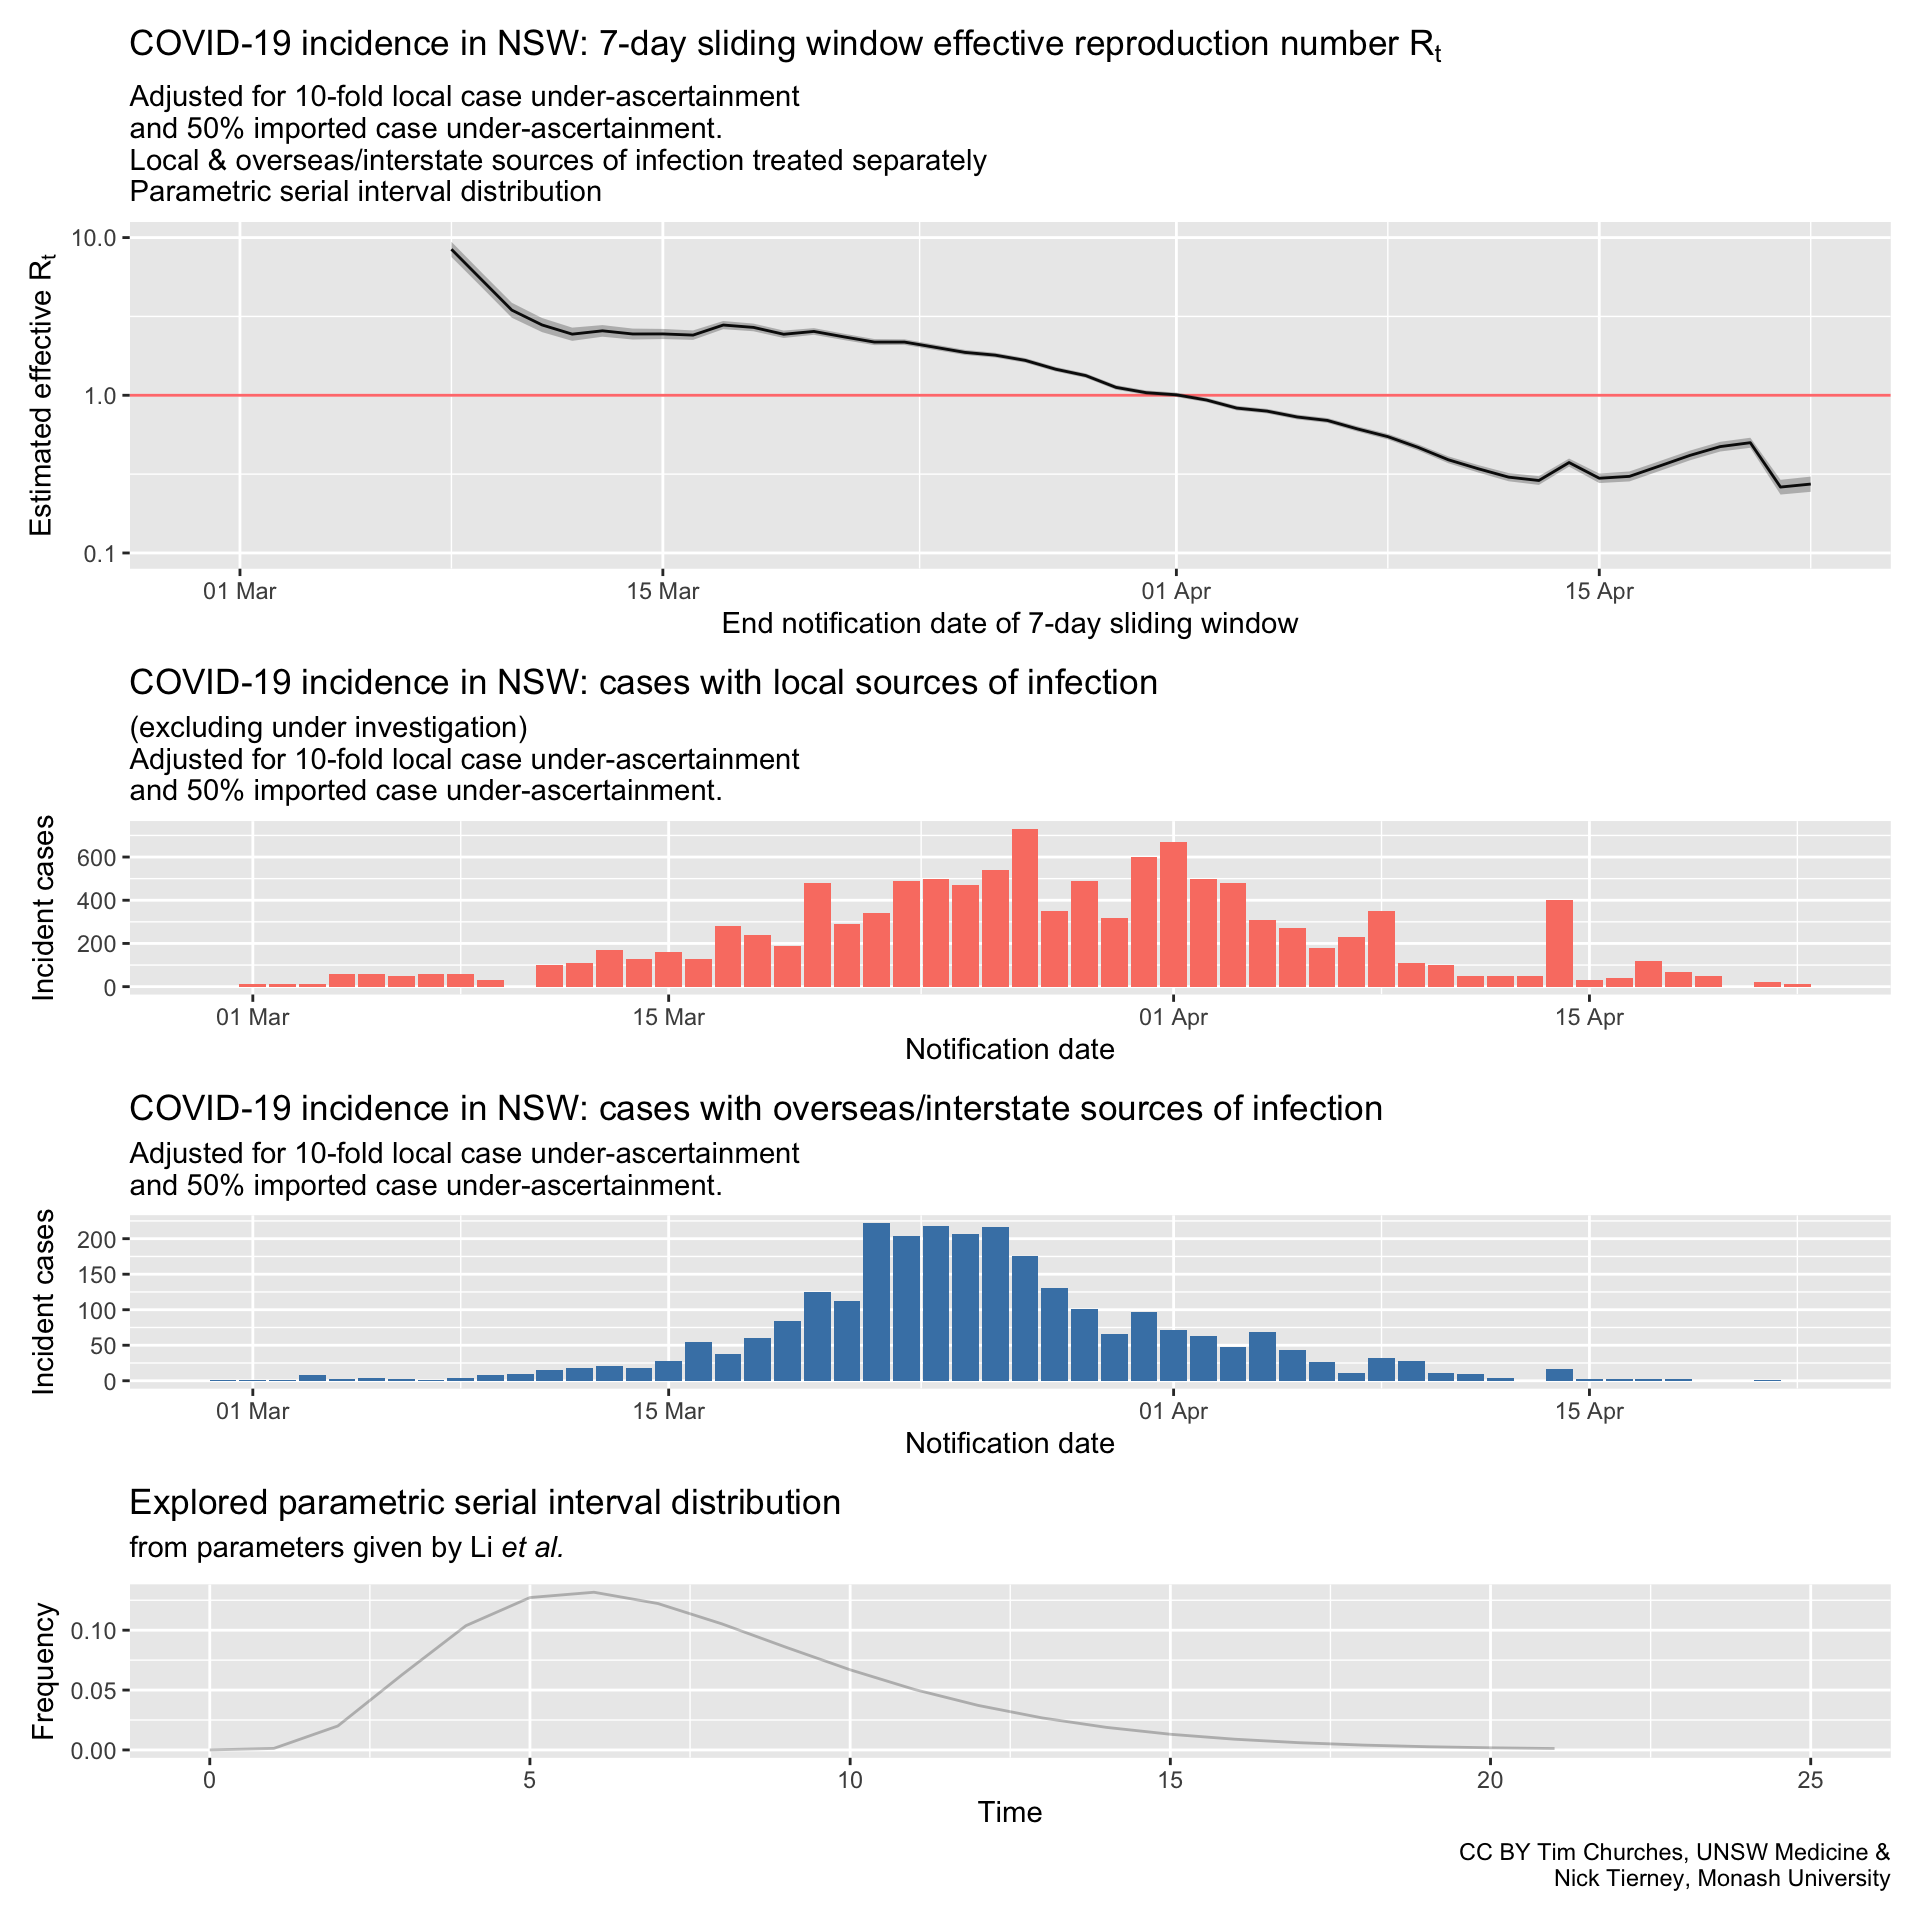 COVID-19 incidence in NSW: 7-day sliding window effective reproduction number Rt
Adjusted for 10-fold local case under-ascertainment
and 50% imported case under-ascertainment.
Local & overseas/interstate sources of infection treated separately
Parametric serial interval distribution
Estimated effective Rt
10.0
1.0
0.1
01 Mar
15 Mar
01 Apr
15 Apr
End notification date of 7-day sliding window
COVID-19 incidence in NSW: cases with local sources of infection
(excluding under investigation)
Adjusted for 10-fold local case under-ascertainment
and 50% imported case under-ascertainment.
Incident cases
600
400
200
0
01 Mar
15 Mar
01 Apr
15 Apr
Notification date
COVID-19 incidence in NSW: cases with overseas/interstate sources of infection
Adjusted for 10-fold local case under-ascertainment
and 50% imported case under-ascertainment.
Incident cases
200
150
100
50
0
01 Mar
15 Mar
01 Apr
15 Apr
Notification date
Explored parametric serial interval distribution
from parameters given by Li et al.
Frequency
0.10
0.05
0.00
0
5
10
15
20
25
Time
CC BY Tim Churches, UNSW Medicine &
Nick Tierney, Monash University